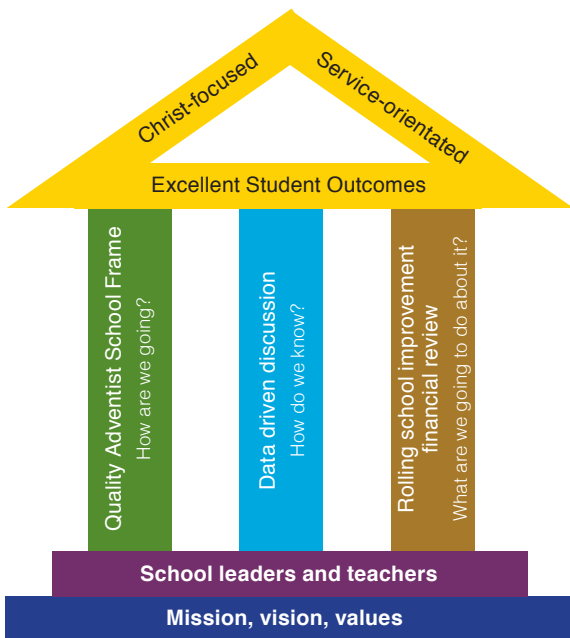 Christ-focused
Service-orientated
Excellent Student Outcomes
Quality Adventist School Frame
How are we going?
Data driven discussion
How do we know?
Rolling school improvement
financial review
What are we going to do about it?
School leaders and teachers
Mission, vision, values